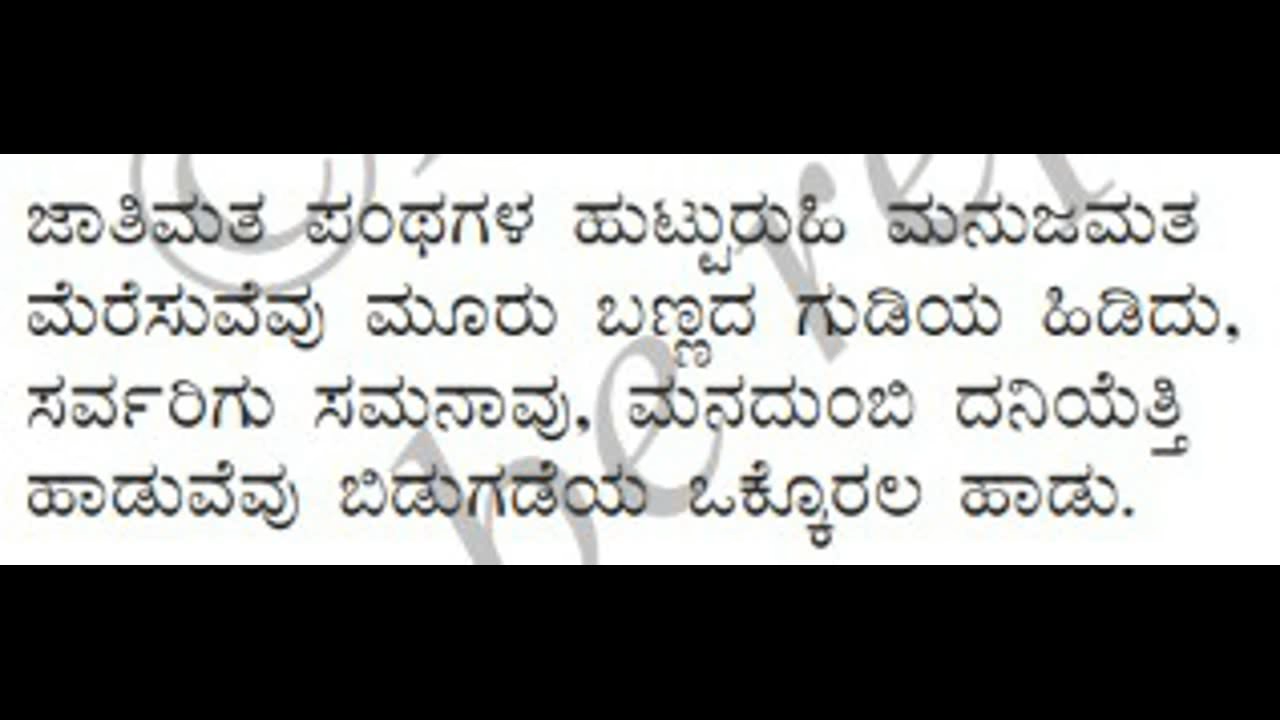 ಜಾತಿಮತ ಪಂಥಗಳ ಹುಟ್ಟುರುಹಿ ಮನುಜಮತ
ಮೆರೆಸುವೆವು ಮೂರು ಬಣ್ಣದ ಗುಡಿಯ ಹಿಡಿದು,
ಸರ್ವರಿಗು ಸಮನಾವು, ಮನದುಂಬಿ ದನಿಯೆತ್ತಿ
ಹಾಡುವೆವು ಬಿಡುಗಡೆಯ ಒಕ್ಕೊರಲ ಹಾಡು.